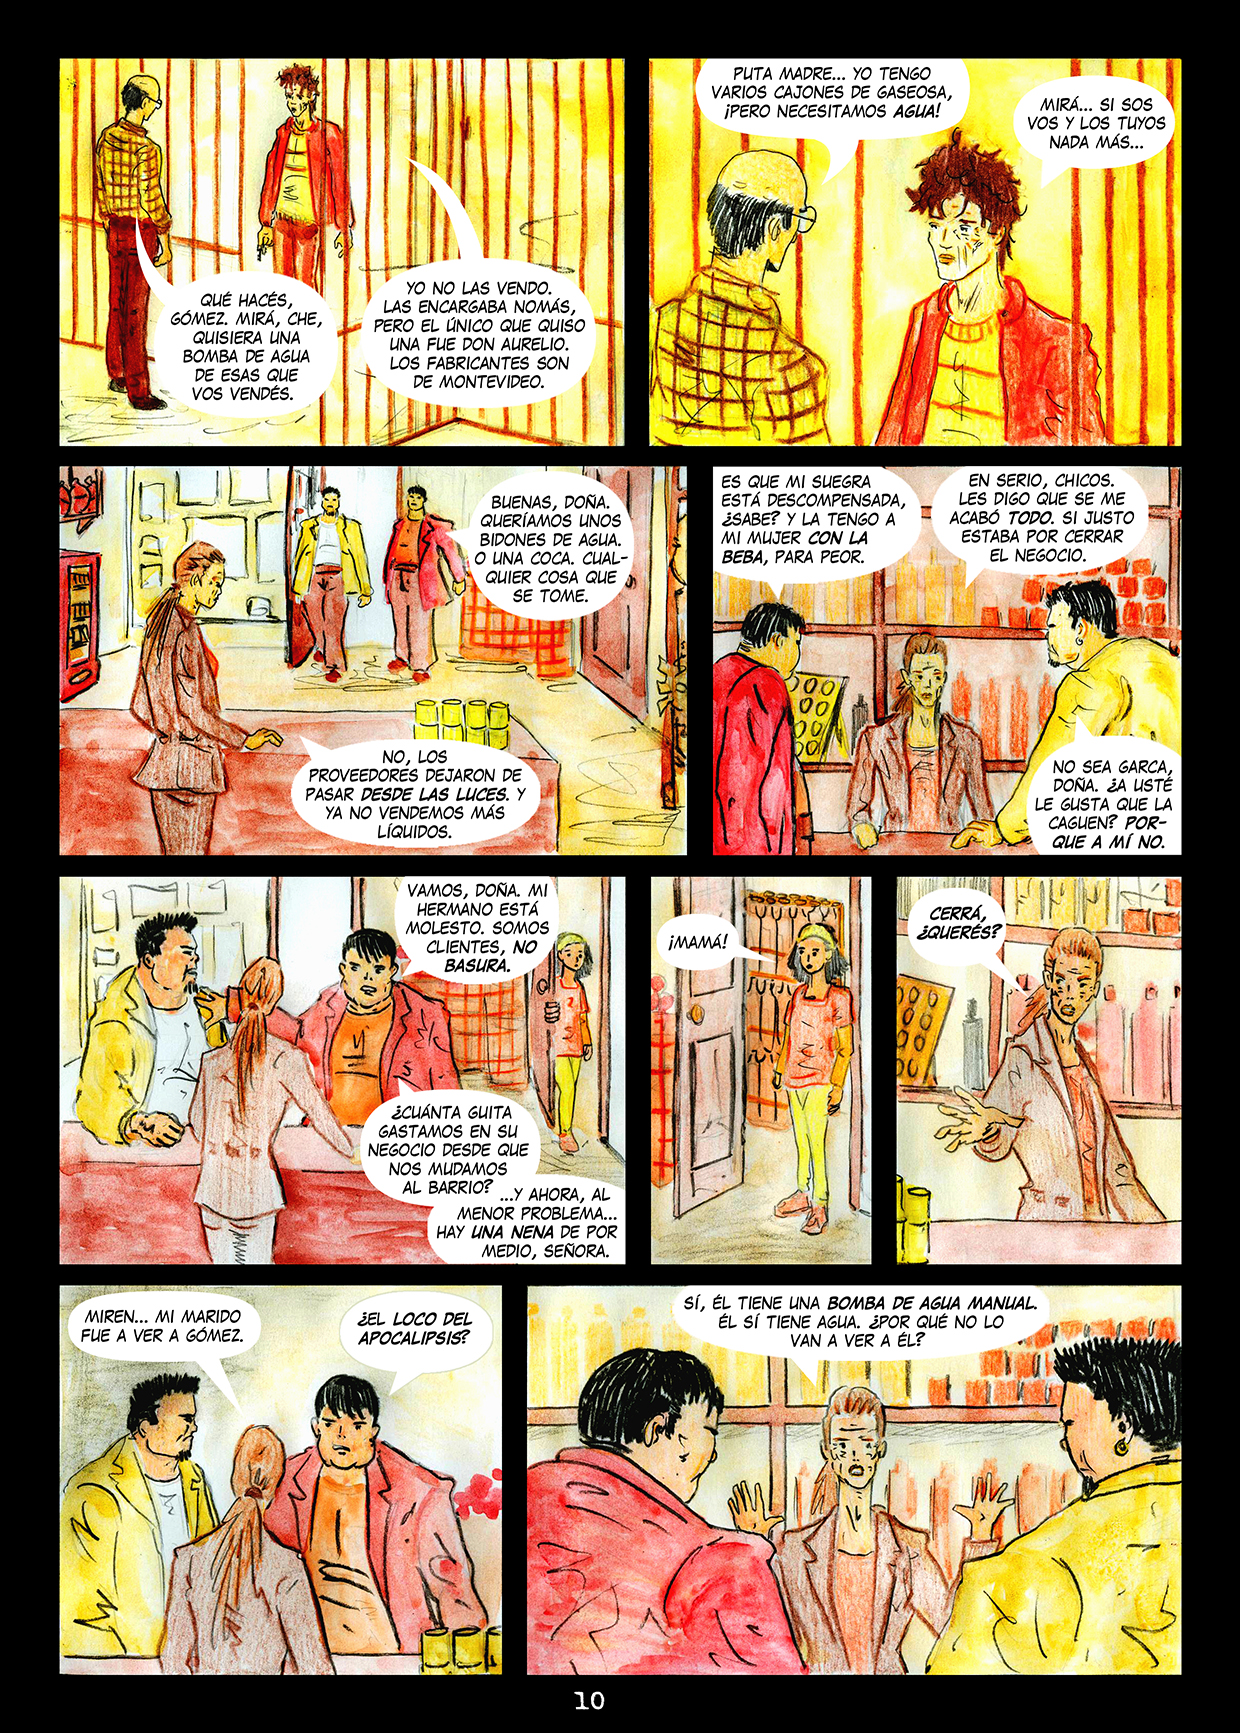 QUÉ HACÉS,
GÓMEZ. MIRÁ, CHE,
QUISIERA UNA
BOMBA DE AGUA
DE ESAS QUE
VOS VENDÉS.
YO NO LAS VENDO.
LAS ENCARGABA NOMÁS,
PERO EL ÚNICO QUE QUISO
UNA FUE DON AURELIO.
LOS FABRICANTES SON
DE MONTEVIDEO.
PUTA MADRE... YO TENGO
VARIOS CAJONES DE GASEOSA,
¡PERO NECESITAMOS AGUA!
MIRÁ... SI SOS
VOS Y LOS TUYOS
NADA MÁS...
BUENAS, DOÑA.
QUERÍAMOS UNOS
BIDONES DE AGUA.
O UNA COCA. CUAL-
QUIER COSA QUE
SE TOME.
NO, LOS
PROVEEDORES DEJARON DE
PASAR DESDE LAS LUCES. Y
YA NO VENDEMOS MÁS
LÍQUIDOS.
ES QUE MI SUEGRA
ESTÁ DESCOMPENSADA,
¿SABE? Y LA TENGO A
MI MUJER CON LA
BEBA, PARA PEOR.
EN SERIO, CHICOS.
LES DIGO QUE SE ME
ACABÓ TODO. SI JUSTO
ESTABA POR CERRAR
EL NEGOCIO.
NO SEA GARCA,
DOÑA. ¿A USTÉ
LE GUSTA QUE LA
CAGUEN? POR-
QUE A MÍ NO.
VAMOS, DOÑA. MI
HERMANO ESTÁ
MOLESTO. SOMOS
CLIENTES, NO
BASURA.
¿CUÁNTA GUITA
GASTAMOS EN SU
NEGOCIO DESDE QUE
NOS MUDAMOS
AL BARRIO?
...Y AHORA, AL
MENOR PROBLEMA...
HAY UNA NENA DE POR
MEDIO, SEÑORA.
¡MAMÁ!
CERRÁ,
¿QUERÉS?
MIREN... MI MARIDO
FUE A VER A GÓMEZ.
¿EL LOCO DEL
APOCALIPSIS?
SÍ, ÉL TIENE UNA BOMBA DE AGUA MANUAL.
ÉL SÍ TIENE AGUA. ¿POR QUÉ NO LO
VAN A VER A ÉL?
10